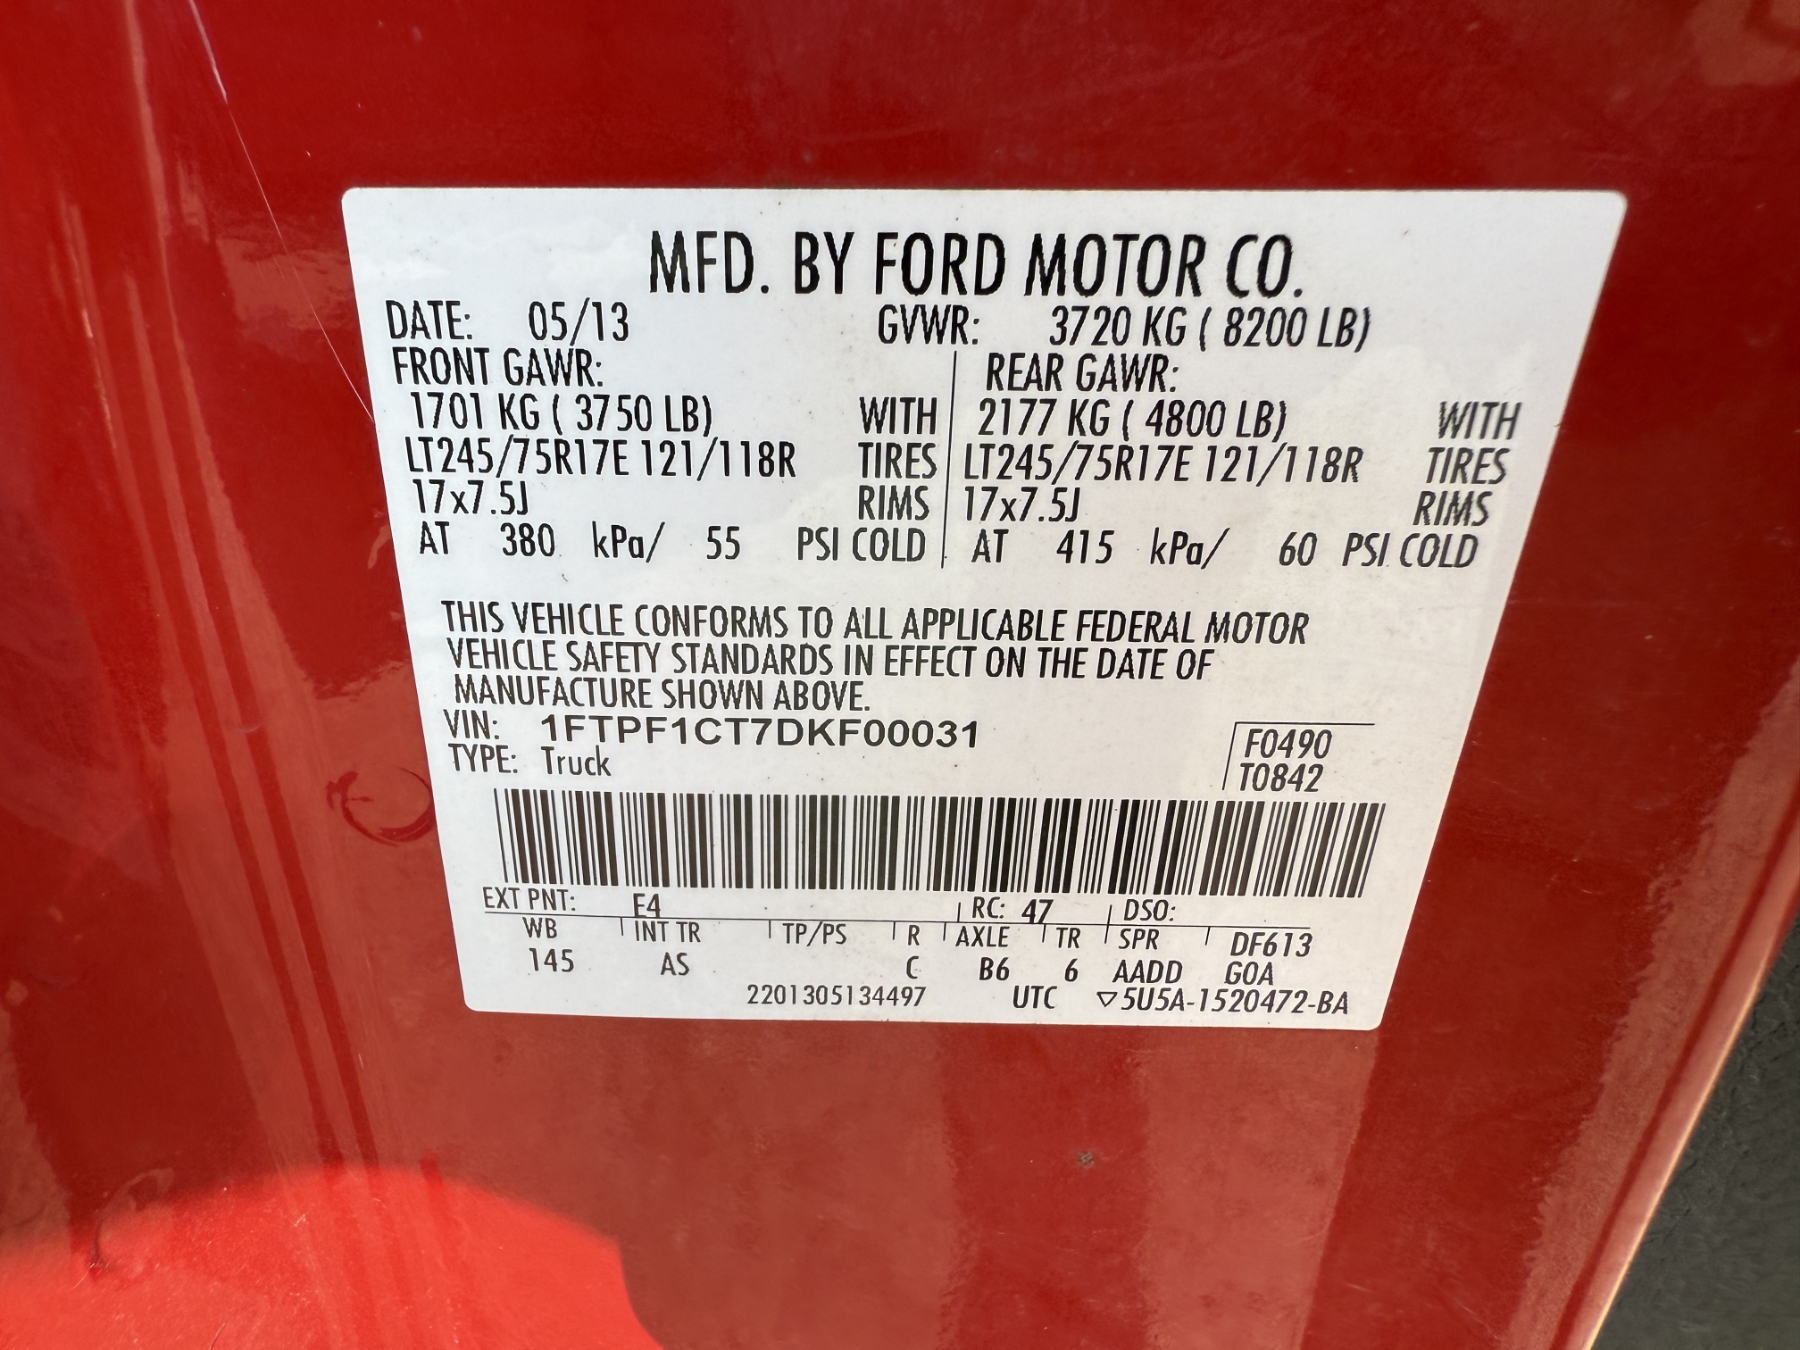 MFD. BY FORD MOTOR CO.
DATE: 05/13 GVWR: 3720 KG ( 8200 LB)
FRONT GAWR: REAR GAWR:
1701 KG ( 3750 LB) WITH 2177 KG ( 4800 LB) WITH
LT245/75R17E 121/118R TIRES LT245/75R17E 121/118R TIRES
17x7.5J RIMS 17x7.5J RIMS
AT 380 kPa/ 55 PSI COLD AT 415 kPa/ 60 PSI COLD
THIS VEHICLE CONFORMS TO ALL APPLICABLE FEDERAL MOTOR
VEHICLE SAFETY STANDARDS IN EFFECT ON THE DATE OF
MANUFACTURE SHOWN ABOVE.
VIN: 1FTPF1CT7DKF00031
TYPE: Truck
F0490
T0842
EXT PNT: E4 RC: 47 DSO:
WB INT TR TP/PS R AXLE TR SPR DF613
145 AS C B6 6 AADD GOA
2201305134497 UTC ▽5U5A-1520472-BA